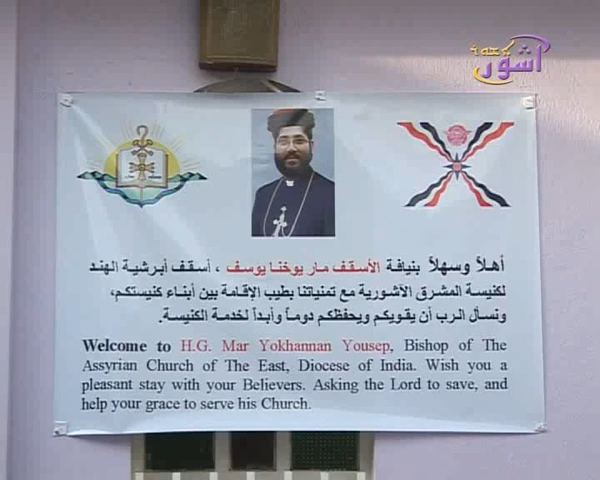 آشور
أهلاً وسهلاً بنيافة الأسقف مار يوخنا يوسف ، أسقف أبرشية الهند
لكنيسة المشرق الآشورية مع تمنياتنا بطيب الإقامة بين أبناء كنيستكم،
ونسأل الرب أن يقويكم ويحفظكم دوماً وأبداً لخدمة الكنيسة.
Welcome to H.G. Mar Yokhannan Yousep, Bishop of The
Assyrian Church of The East, Diocese of India. Wish you a
pleasant stay with your Believers. Asking the Lord to save, and
help your grace to serve his Church.